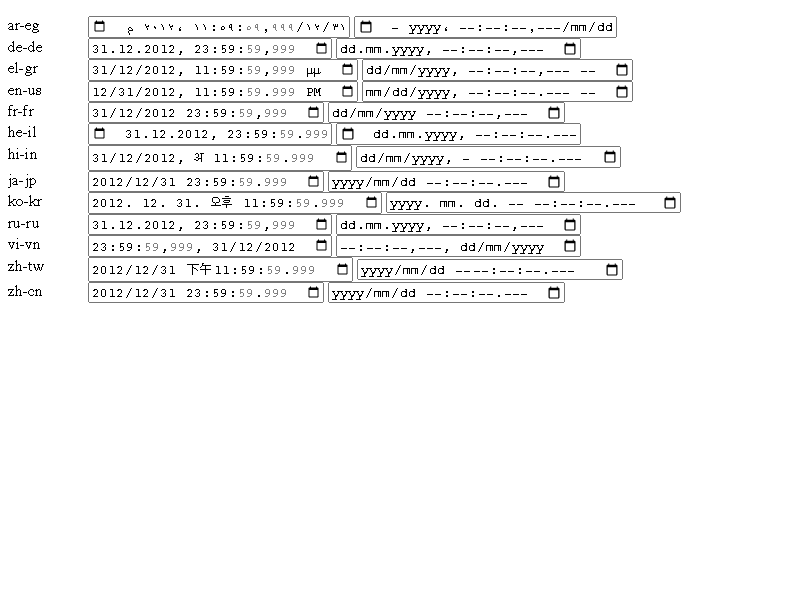 ar-eg ٣١/١٢/٢٠١٢، ١١:٥٩:٥٩,٩٩٩ م dd/mm/yyyy، --:--:--,--- -
de-de 31.12.2012, 23:59:59,999 dd.mm.yyyy, --:--:--,---
el-gr 31/12/2012, 11:59:59,999 μμ dd/mm/yyyy, --:--:--,--- --
en-us 12/31/2012, 11:59:59.999 PM mm/dd/yyyy, --:--:--.--- --
fr-fr 31/12/2012 23:59:59,999 dd/mm/yyyy --:--:--,---
he-il 31.12.2012, 23:59:59.999 dd.mm.yyyy, --:--:--.---
hi-in 31/12/2012, अ 11:59:59.999 dd/mm/yyyy, - --:--:--.---
ja-jp 2012/12/31 23:59:59.999 yyyy/mm/dd --:--:--.---
ko-kr 2012. 12. 31. 오후 11:59:59.999 yyyy. mm. dd. -- --:--:--.---
ru-ru 31.12.2012, 23:59:59,999 dd.mm.yyyy, --:--:--,---
vi-vn 23:59:59,999, 31/12/2012 --:--:--,---, dd/mm/yyyy
zh-tw 2012/12/31 下午11:59:59.999 yyyy/mm/dd ----:--:--.---
zh-cn 2012/12/31 23:59:59.999 yyyy/mm/dd --:--:--.---